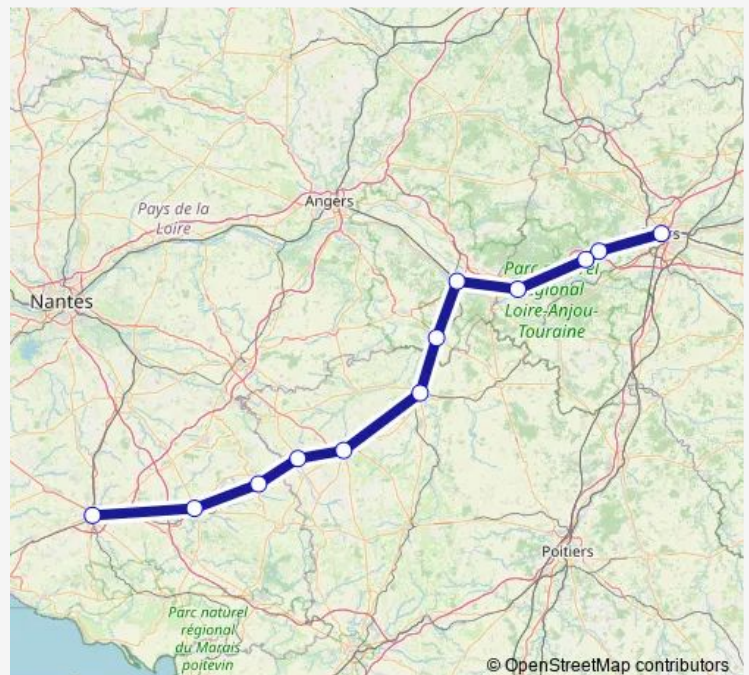 Angers
Pays de la
Loire
Nantes
Parc
régional
Loire-Anjou-
Touraine
Poitiers
Parc naturel
régional
du Marais
poitevin
© OpenStreetMap contributors